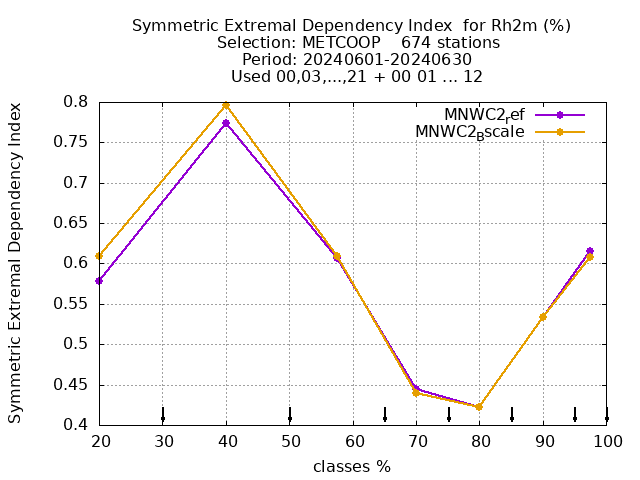 Symmetric Extremal Dependency Index for Rh2m (%)
Selection: METCOOP 674 stations
Period: 20240601-20240630
Used 00,03,...,21 + 00 01 ... 12
MNWC2ref
MNWC2Bscale
Symmetric Extremal Dependency Index
0.8
0.75
0.7
0.65
0.6
0.55
0.5
0.45
0.4
20 30 40 50 60 70 80 90 100
classes %